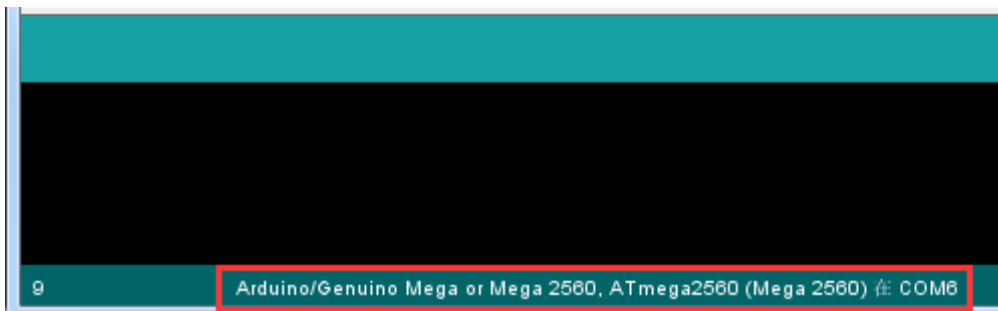 9 Arduino/Genuino Mega or Mega 2560, ATmega2560 (Mega 2560) 在 COM6